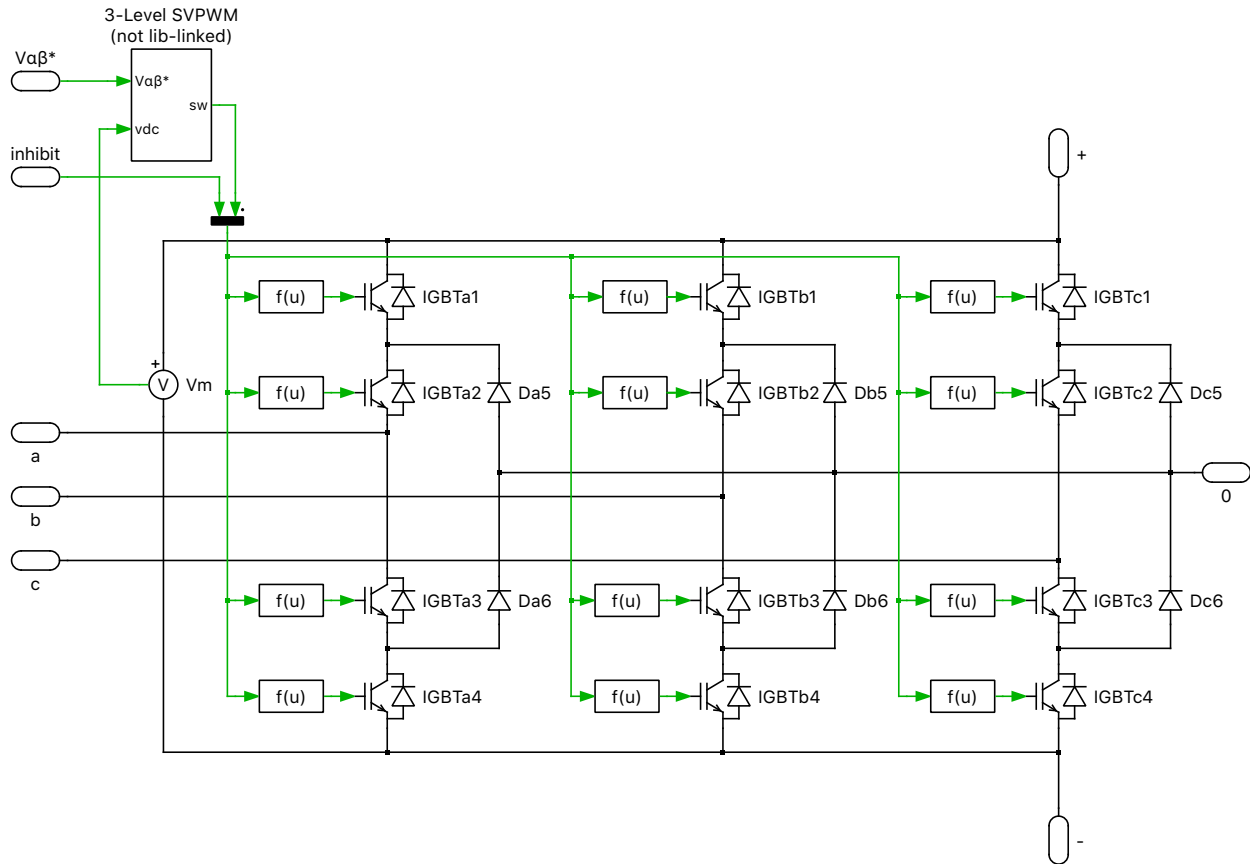 3-Level SVPWM
(not lib-linked)
Vαβ*
Vαβ*
sw
vdc
inhibit
+
f(u)
IGBTa1
f(u)
IGBTb1
f(u)
IGBTc1
+
V
Vm
f(u)
IGBTa2
Da5
f(u)
IGBTb2
Db5
f(u)
IGBTc2
Dc5
a
0
b
c
f(u)
IGBTa3
Da6
f(u)
IGBTb3
Db6
f(u)
IGBTc3
Dc6
f(u)
IGBTa4
f(u)
IGBTb4
f(u)
IGBTc4
-